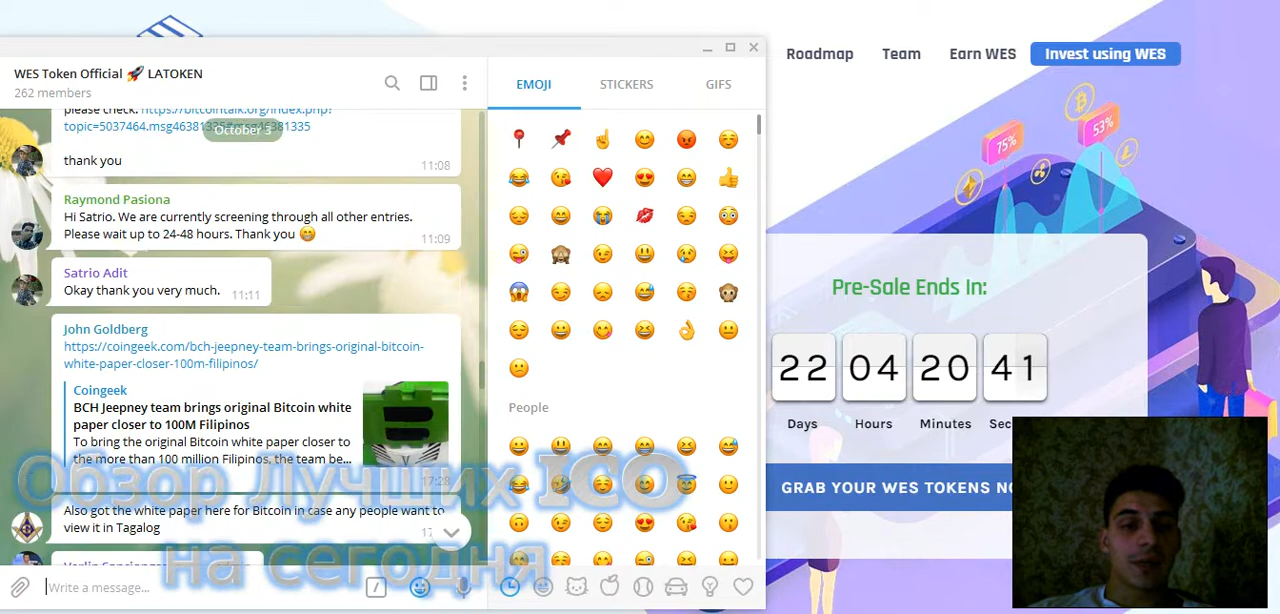 Roadmap
Team
Earn WES
Invest using WES
WES Token Official 🚀 LATOKEN
262 members
EMOJI
STICKERS
GIFS
please check. https://bitcointalk.org/index.php?
topic=5037464.msg46381335#msg46381335
October 3
thank you
11:08
Raymond Pasiona
Hi Satrio. We are currently screening through all other entries.
Please wait up to 24-48 hours. Thank you 😁
11:09
Satrio Adit
Okay thank you very much.
11:11
John Goldberg
https://coingeek.com/bch-jeepney-team-brings-original-bitcoin-
white-paper-closer-100m-filipinos/
Coingeek
BCH Jeepney team brings original Bitcoin white
paper closer to 100M Filipinos
To bring the original Bitcoin white paper closer to
the more than 100 million Filipinos, the team be...
17:28
Also got the white paper here for Bitcoin in case any people want to
view it in Tagalog
Write a message...
People
75%
53%
Pre-Sale Ends In:
22 04 20 41
Days
Hours
Minutes
Sec
GRAB YOUR WES TOKENS NO
Обзор Лучших ICO
на сегодня